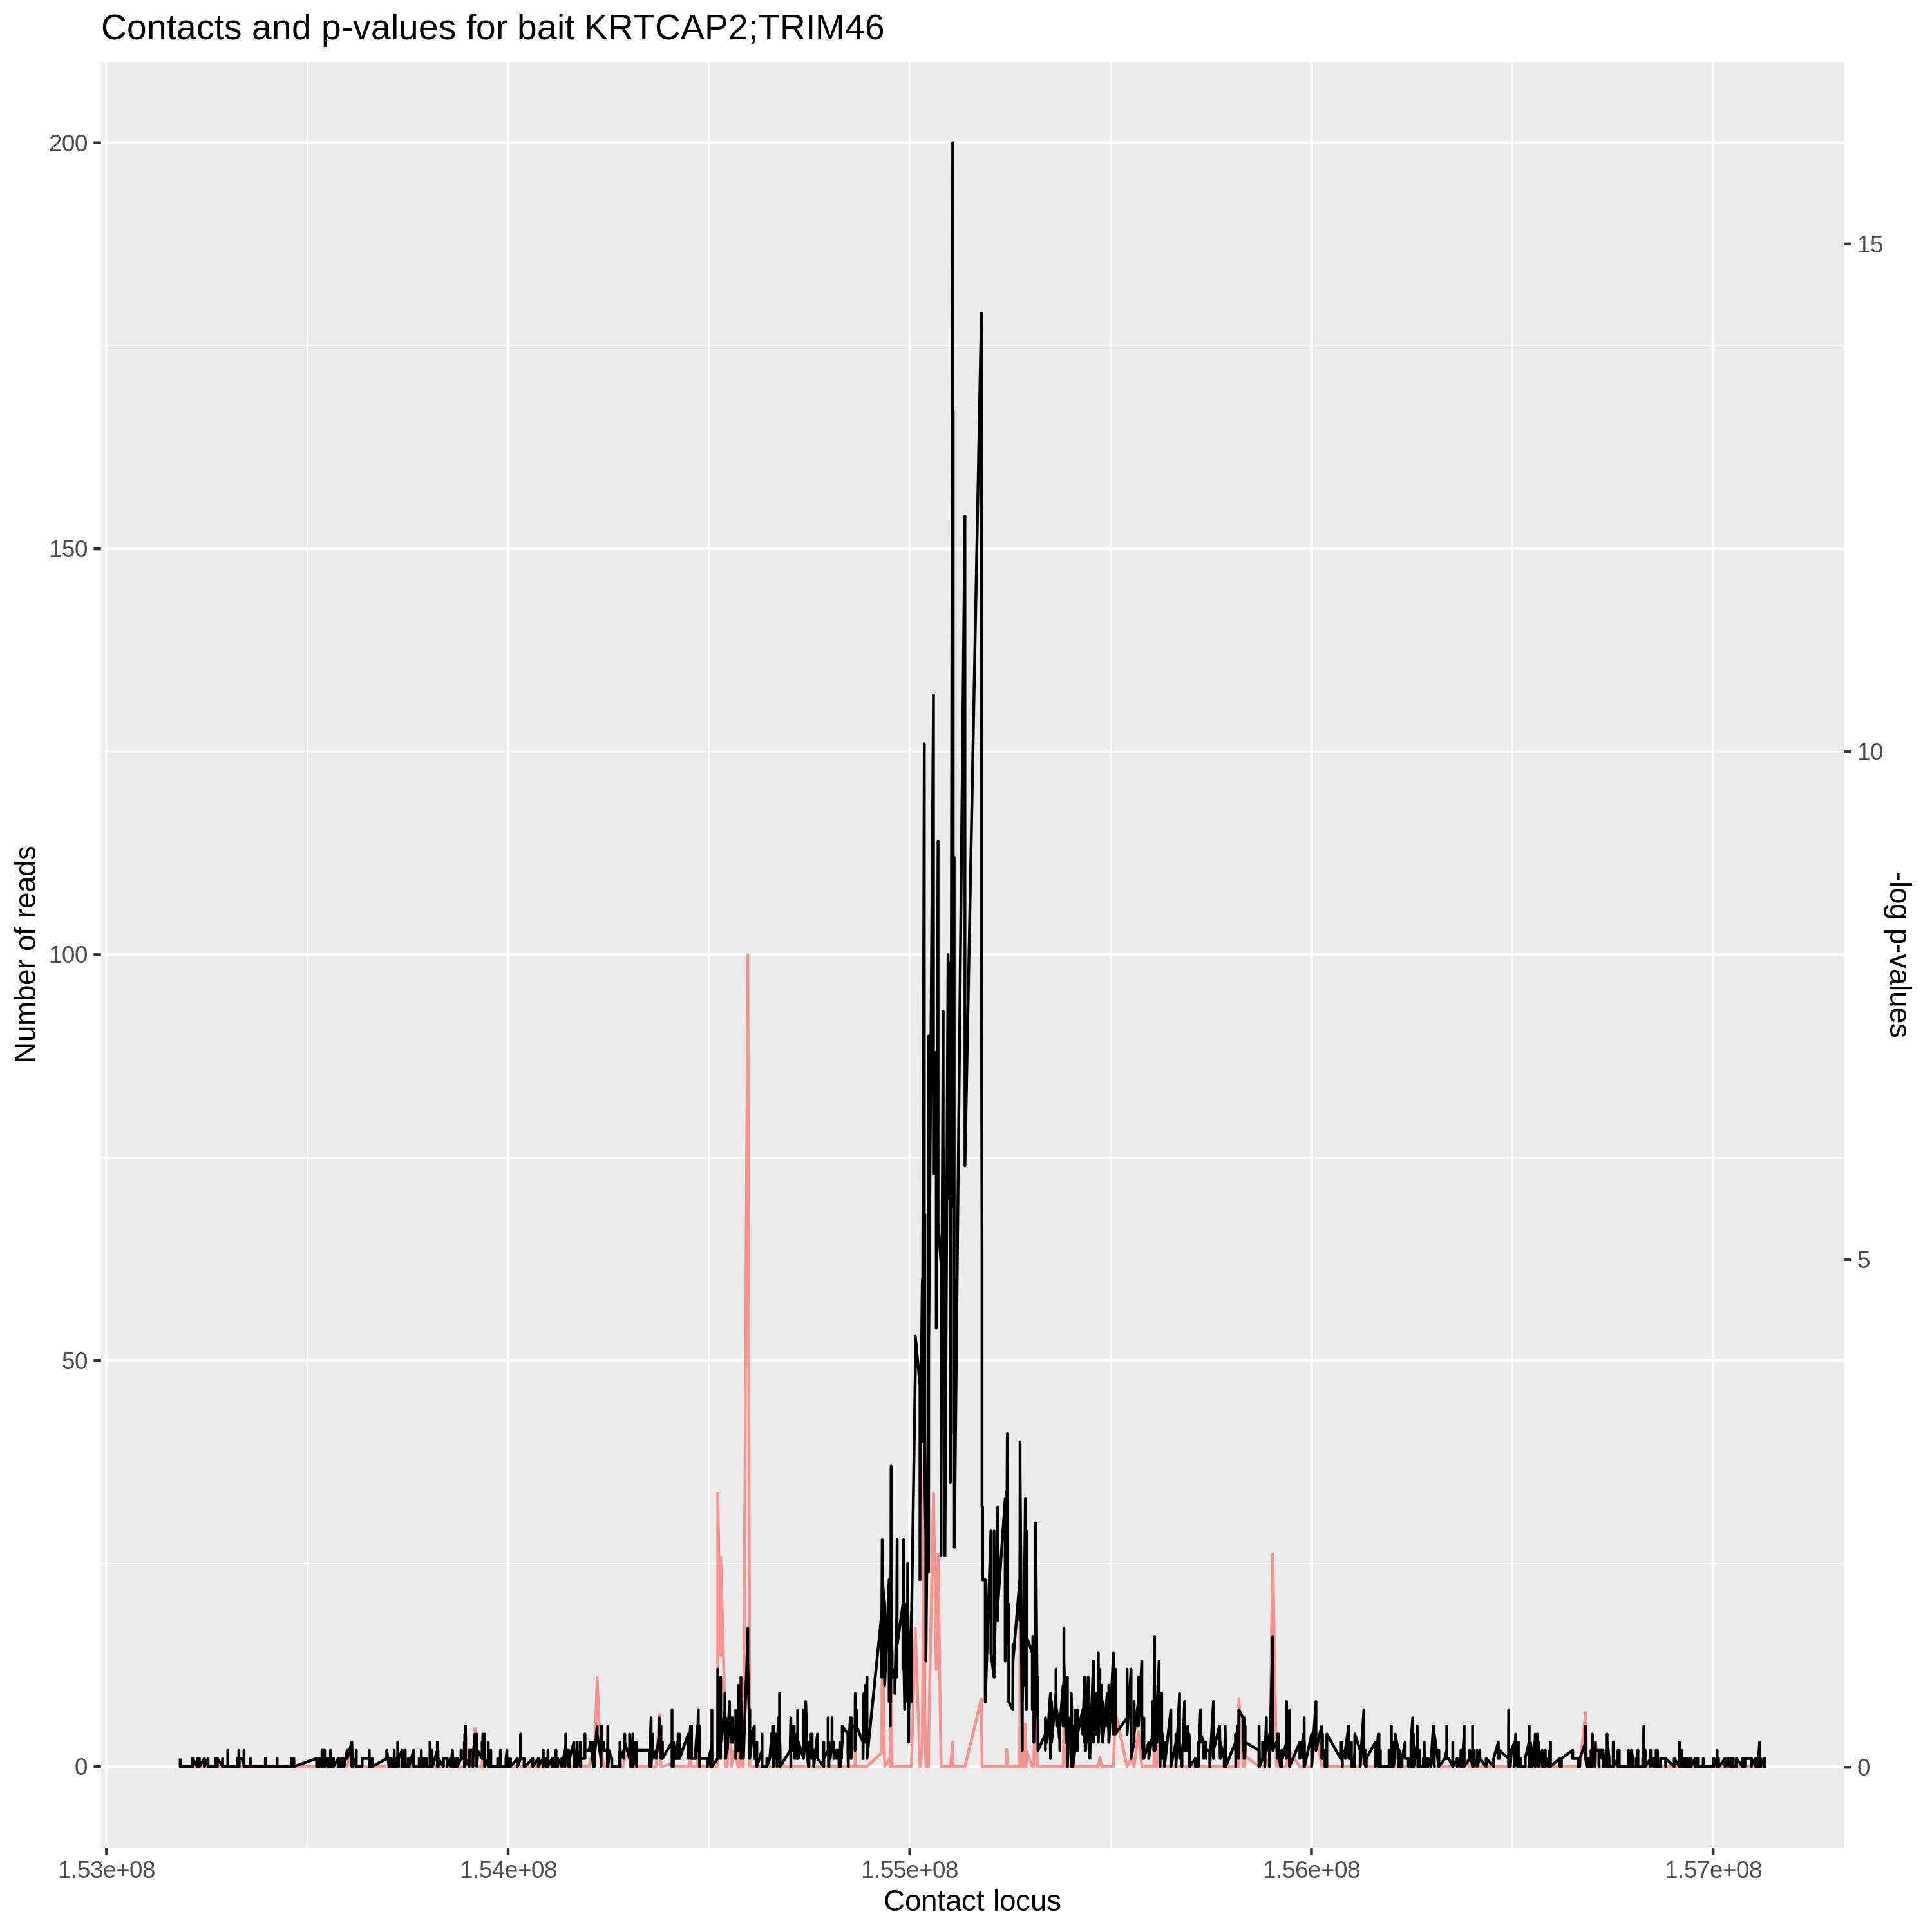 Contacts and p-values for bait KRTCAP2;TRIM46
200
150
100
50
0
Number of reads
15
10
5
0
-log p-values
1.53e+08 1.54e+08 1.55e+08 1.56e+08 1.57e+08
Contact locus